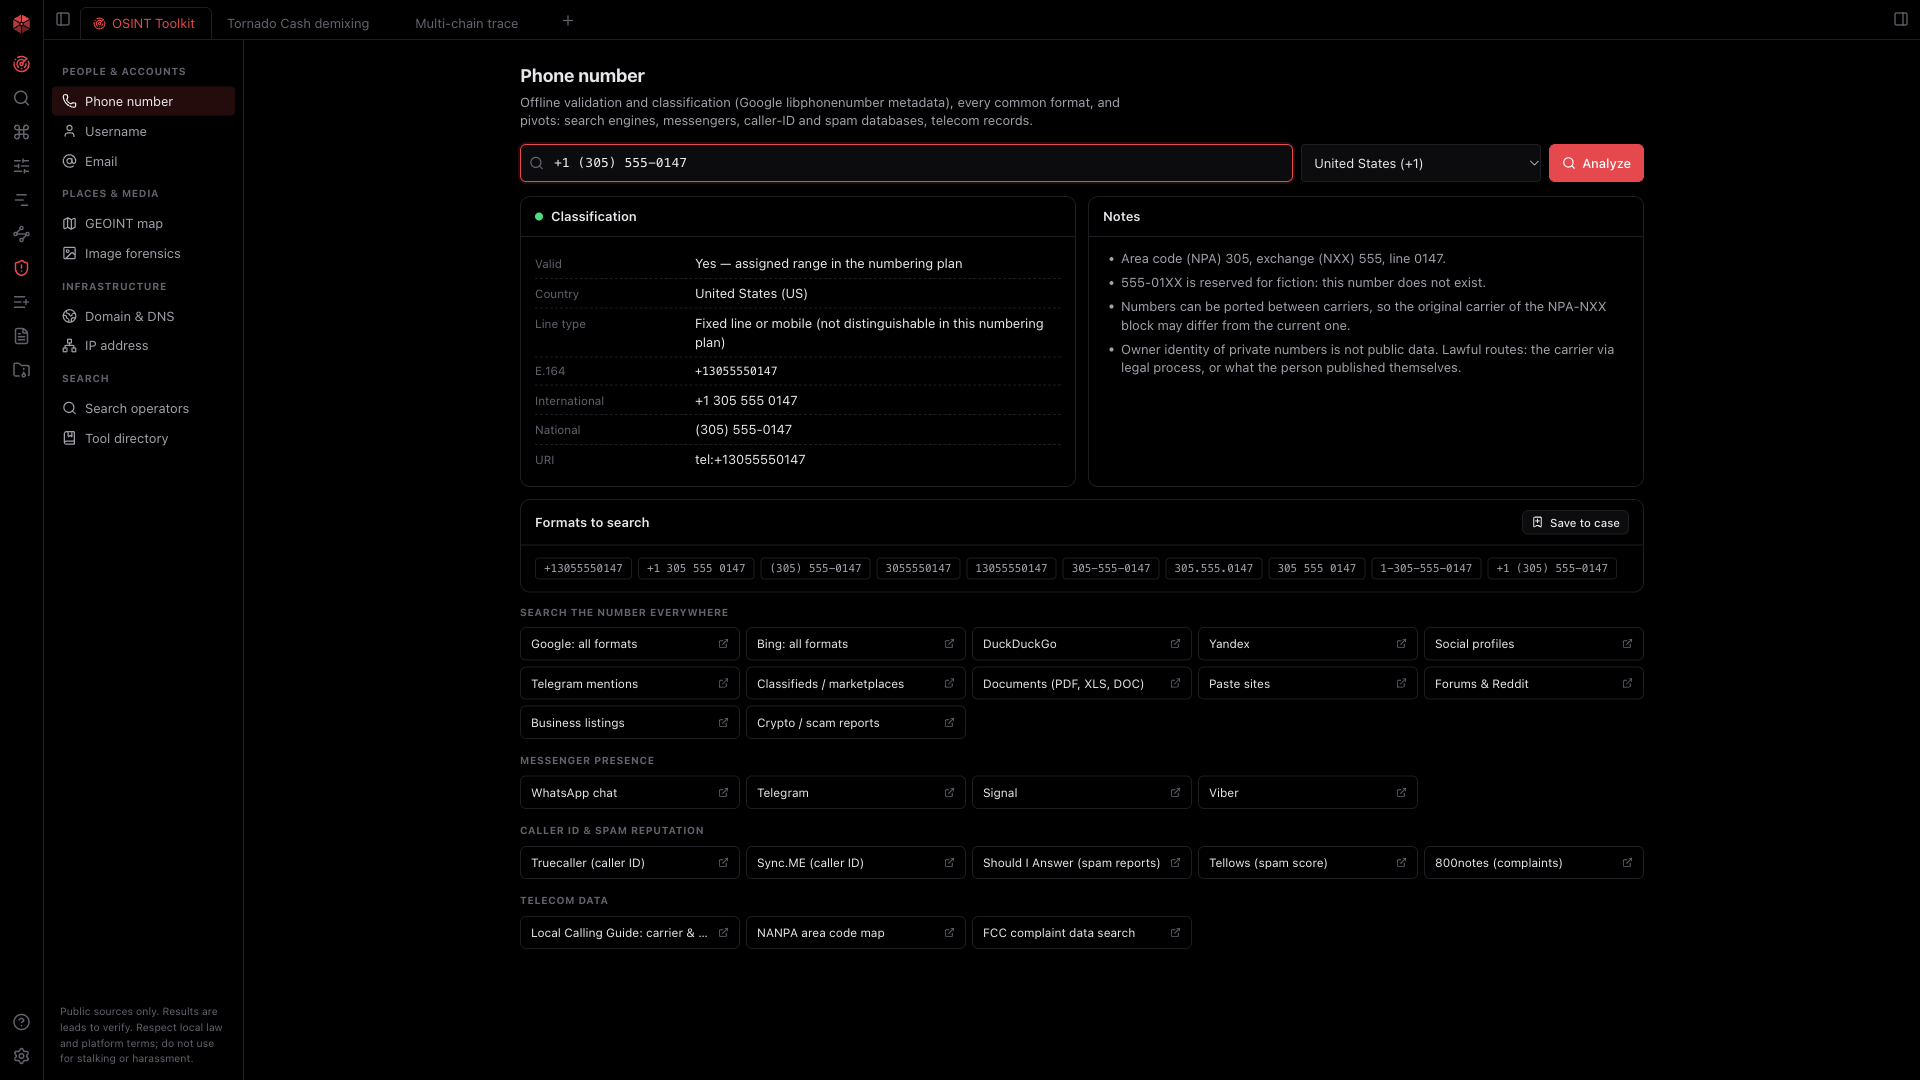 OSINT Toolkit
Tornado Cash demixing
Multi-chain trace
PEOPLE & ACCOUNTS
Phone number
Username
Email
PLACES & MEDIA
GEOINT map
Image forensics
INFRASTRUCTURE
Domain & DNS
IP address
SEARCH
Search operators
Tool directory
Public sources only. Results are
leads to verify. Respect local law
and platform terms; do not use
for stalking or harassment.
Phone number
Offline validation and classification (Google libphonenumber metadata), every common format, and
pivots: search engines, messengers, caller-ID and spam databases, telecom records.
+1 (305) 555-0147
United States (+1)
Analyze
Classification
Valid
Yes — assigned range in the numbering plan
Country
United States (US)
Line type
Fixed line or mobile (not distinguishable in this numbering
plan)
E.164
+13055550147
International
+1 305 555 0147
National
(305) 555-0147
URI
tel:+13055550147
Notes
• Area code (NPA) 305, exchange (NXX) 555, line 0147.
• 555-01XX is reserved for fiction: this number does not exist.
• Numbers can be ported between carriers, so the original carrier of the NPA-NXX
block may differ from the current one.
• Owner identity of private numbers is not public data. Lawful routes: the carrier via
legal process, or what the person published themselves.
Formats to search
Save to case
+13055550147
+1 305 555 0147
(305) 555-0147
3055550147
13055550147
305-555-0147
305.555.0147
305 555 0147
1-305-555-0147
+1 (305) 555-0147
SEARCH THE NUMBER EVERYWHERE
Google: all formats
Bing: all formats
DuckDuckGo
Yandex
Social profiles
Telegram mentions
Classifieds / marketplaces
Documents (PDF, XLS, DOC)
Paste sites
Forums & Reddit
Business listings
Crypto / scam reports
MESSENGER PRESENCE
WhatsApp chat
Telegram
Signal
Viber
CALLER ID & SPAM REPUTATION
Truecaller (caller ID)
Sync.ME (caller ID)
Should I Answer (spam reports)
Tellows (spam score)
800notes (complaints)
TELECOM DATA
Local Calling Guide: carrier & ...
NANPA area code map
FCC complaint data search